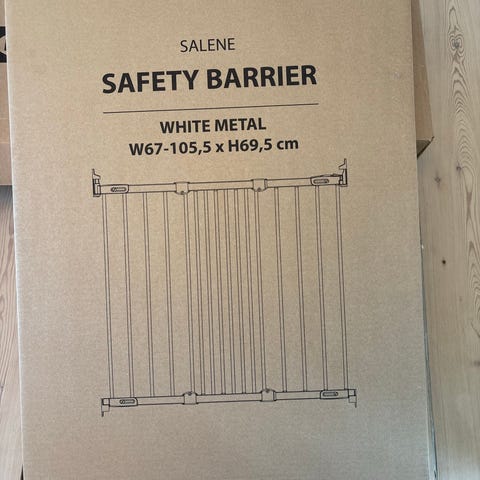 SALENE
SAFETY BARRIER
WHITE METAL
W67-105,5 x H69,5 cm